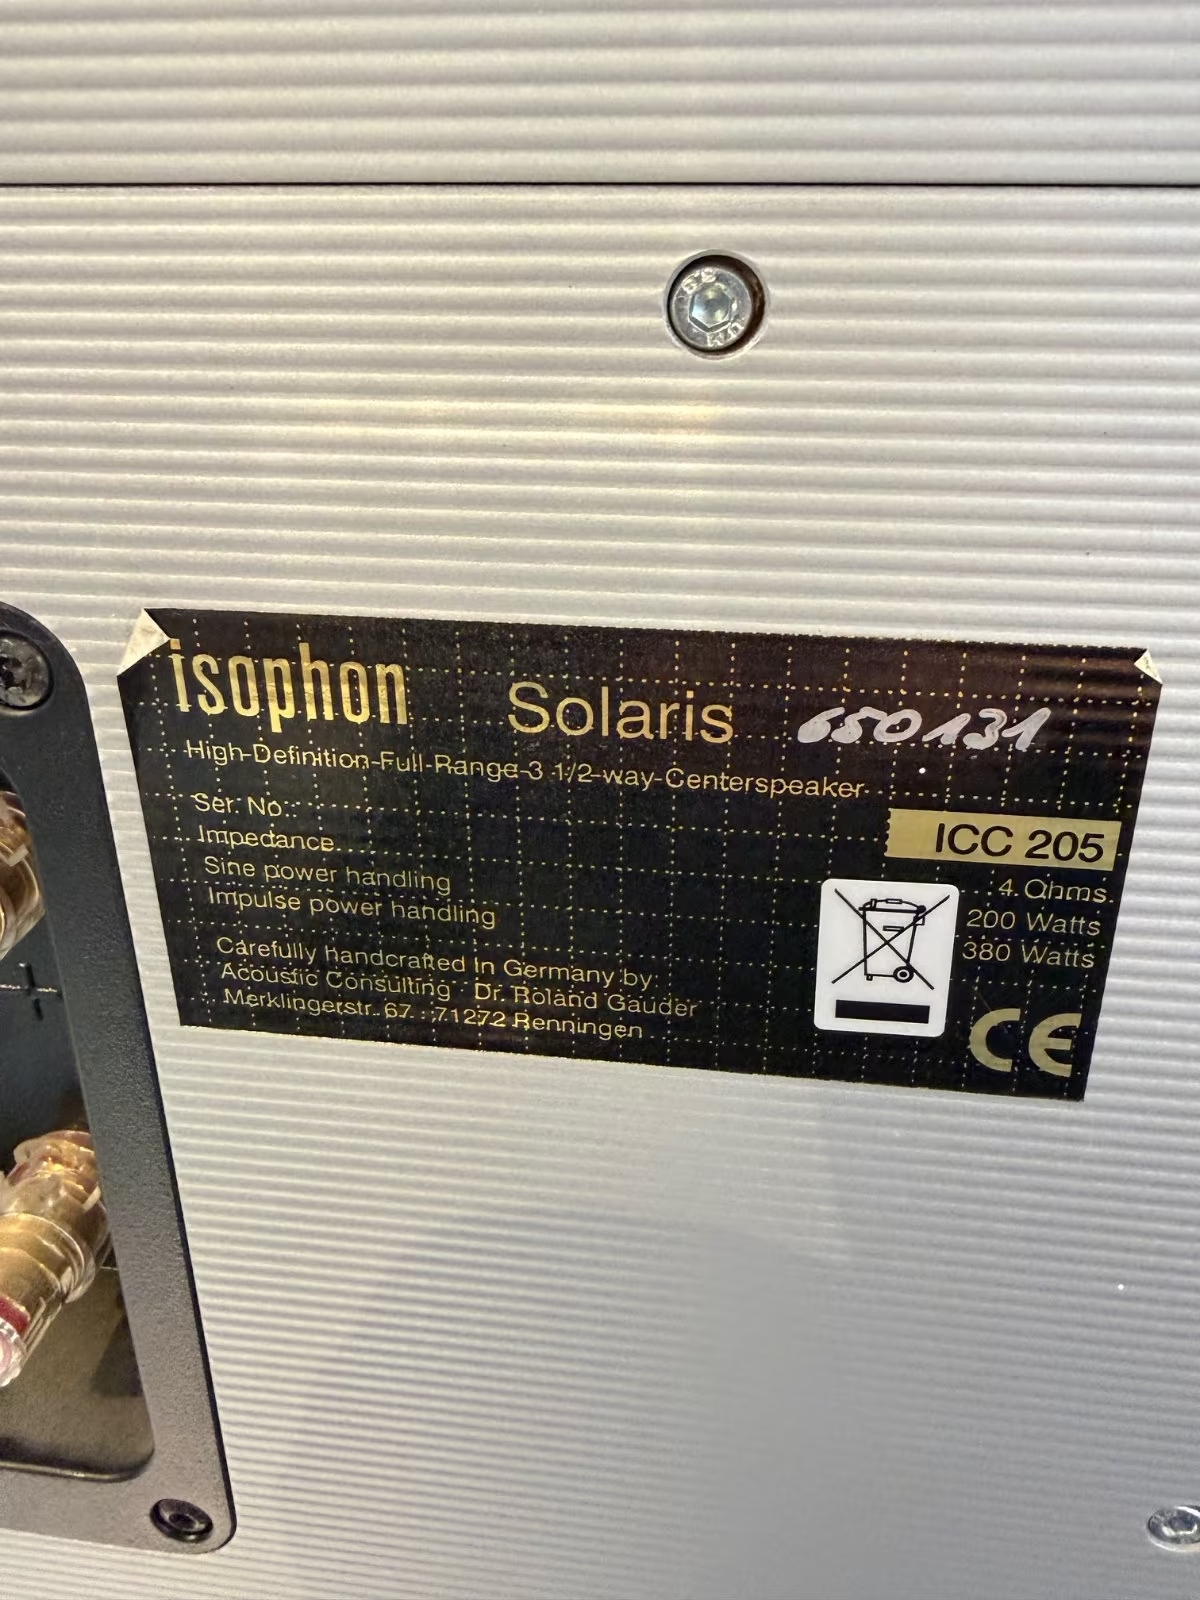 isophon Solaris 650131
High-Definition-Full-Range-3 1/2-way-Centerspeaker
Ser. No.: ICC 205
Impedance 4 Ohms
Sine power handling 200 Watts
Impulse power handling 380 Watts
Carefully handcrafted In Germany by:
Acoustic Consulting Dr. Roland Gauder
Merklingerstr. 67 71272 Renningen
CE